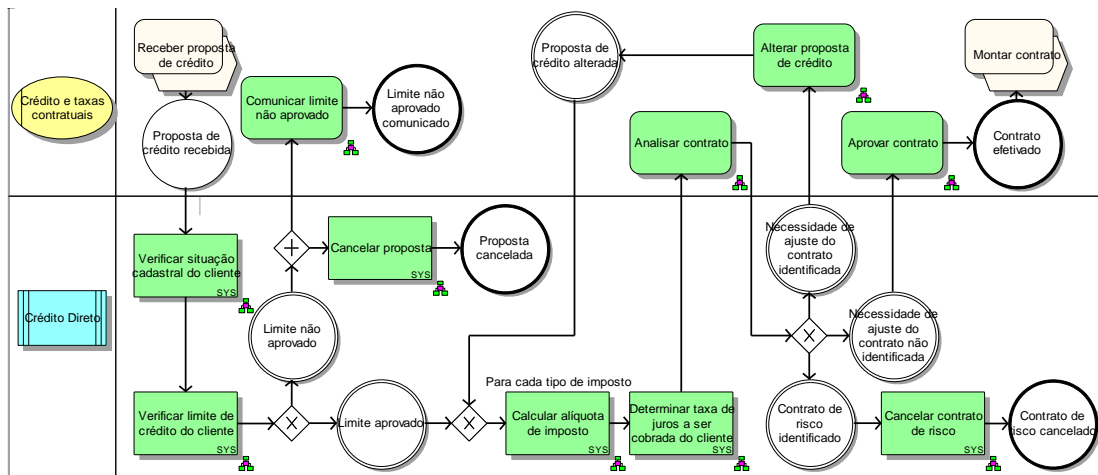 Crédito e taxas
contratuais
Receber proposta
de crédito
Proposta de
crédito recebida
Comunicar limite
não aprovado
Limite não
aprovado
comunicado
Proposta de
crédito alterada
Alterar proposta
de crédito
Analisar contrato
Aprovar contrato
Montar contrato
Contrato
efetivado
Crédito Direto
Verificar situação
cadastral do cliente
SYS
Cancelar proposta
SYS
Proposta
cancelada
Limite não
aprovado
Verificar limite de
crédito do cliente
SYS
Limite aprovado
Para cada tipo de imposto
Calcular alíquota
de imposto
SYS
Determinar taxa de
juros a ser
cobrada do cliente
SYS
Necessidade de
ajuste do
contrato
identificada
Necessidade de
ajuste do
contrato não
identificada
Contrato de
risco
identificado
Cancelar contrato
de risco
SYS
Contrato de
risco cancelado